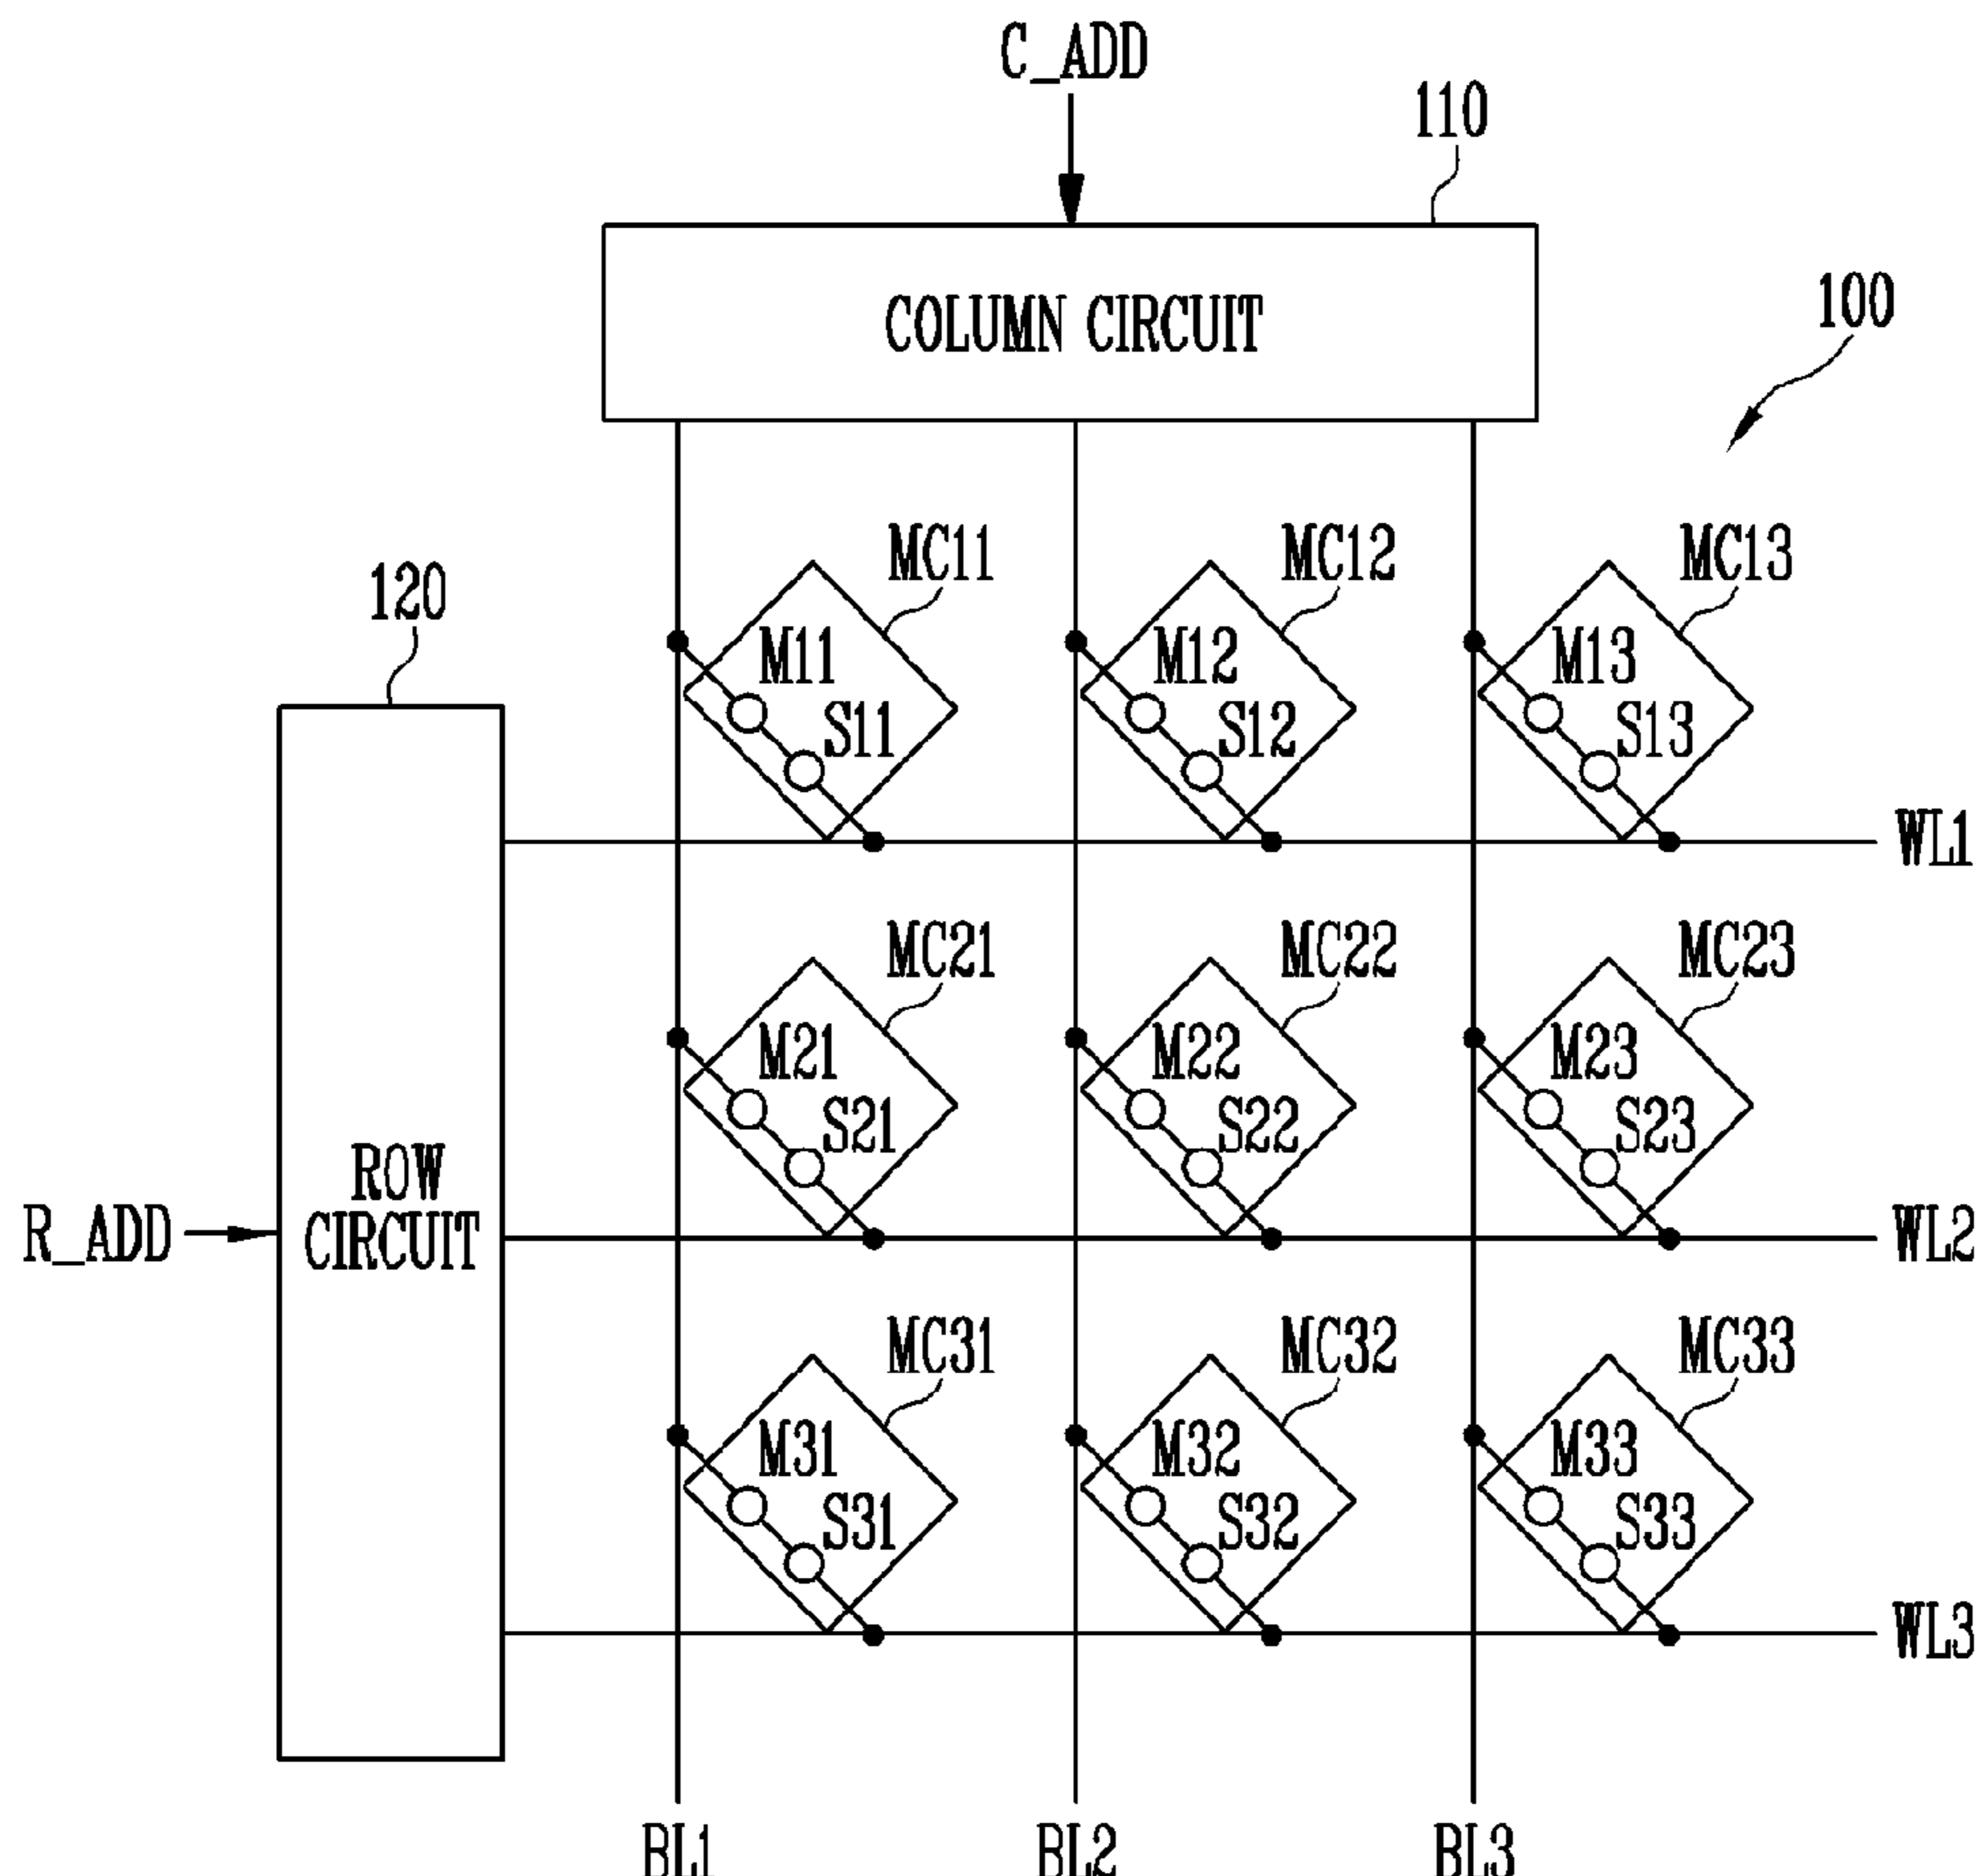 C_ADD
110
COLUMN CIRCUIT
100
MC11
MC12
MC13
120
M11
M12
M13
S11
S12
S13
WL1
MC21
MC22
MC23
M21
M22
M23
S21
S22
S23
ROW
CIRCUIT
R_ADD
WL2
MC31
MC32
MC33
M31
M32
M33
S31
S32
S33
WL3
BL1
BL2
BL3